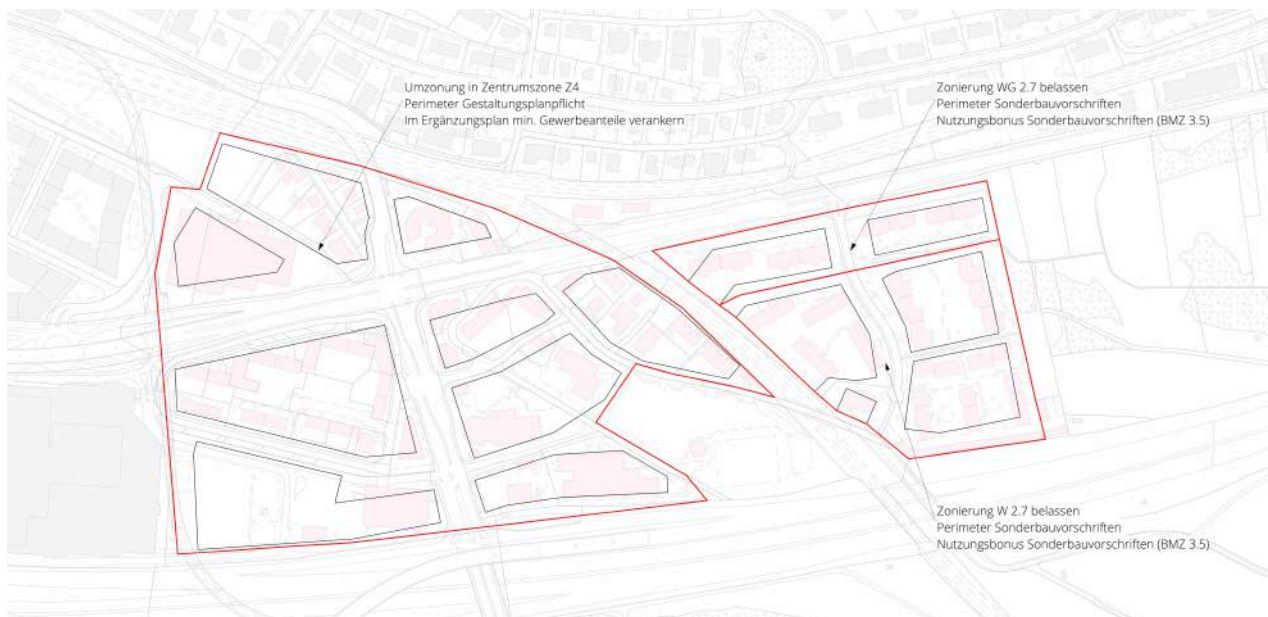 Umzonung in Zentrumszone Z4
Perimeter Gestaltungsplanpflicht
Im Ergänzungsplan min. Gewerbeanteile verankern
Zonierung WG 2.7 belassen
Perimeter Sonderbauvorschriften
Nutzungsbonus Sonderbauvorschriften (BMZ 3.5)
Zonierung W 2.7 belassen
Perimeter Sonderbauvorschriften
Nutzungsbonus Sonderbauvorschriften (BMZ 3.5)